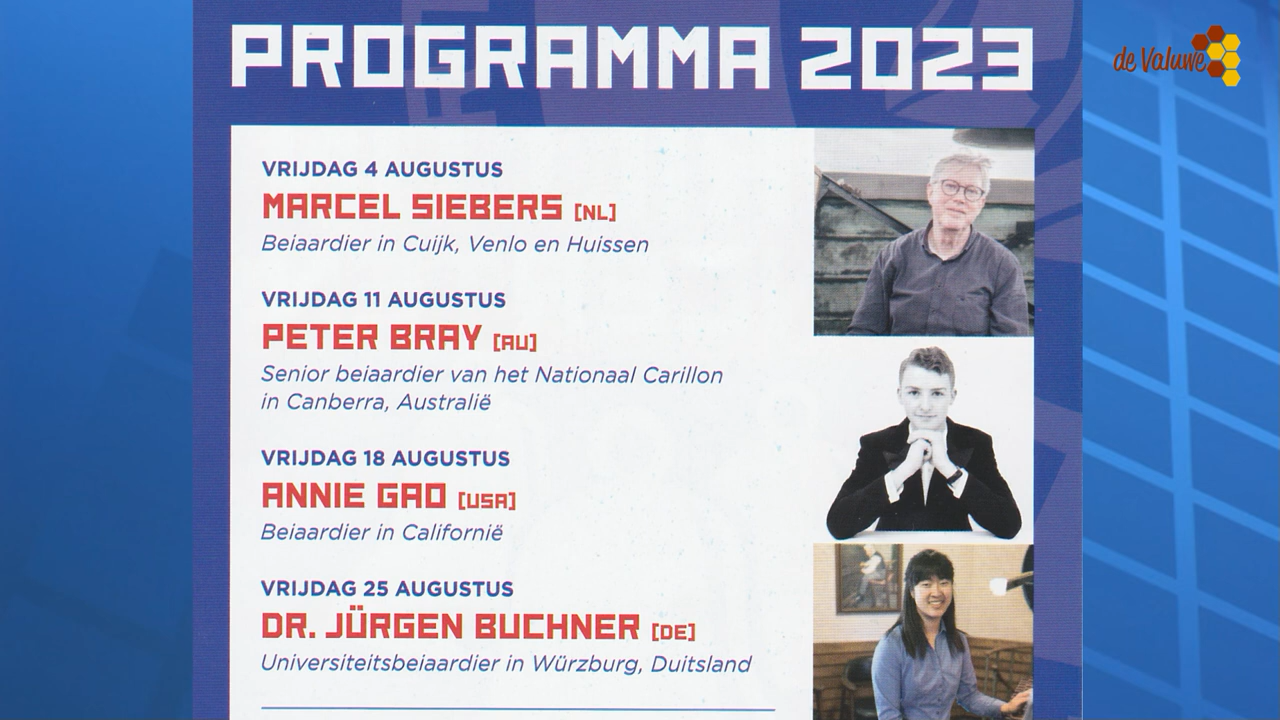 PROGRAMMA 2023
de Valuwe
VRIJDAG 4 AUGUSTUS
MARCEL SIEBERS [NL]
Beiaardier in Cuijk, Venlo en Huissen
VRIJDAG 11 AUGUSTUS
PETER BRAY [AU]
Senior beiaardier van het Nationaal Carillon
in Canberra, Australië
VRIJDAG 18 AUGUSTUS
ANNIE GAO [USA]
Beiaardier in Californië
VRIJDAG 25 AUGUSTUS
DR. JÜRGEN BUCHNER [DE]
Universiteitsbeiaardier in Würzburg, Duitsland